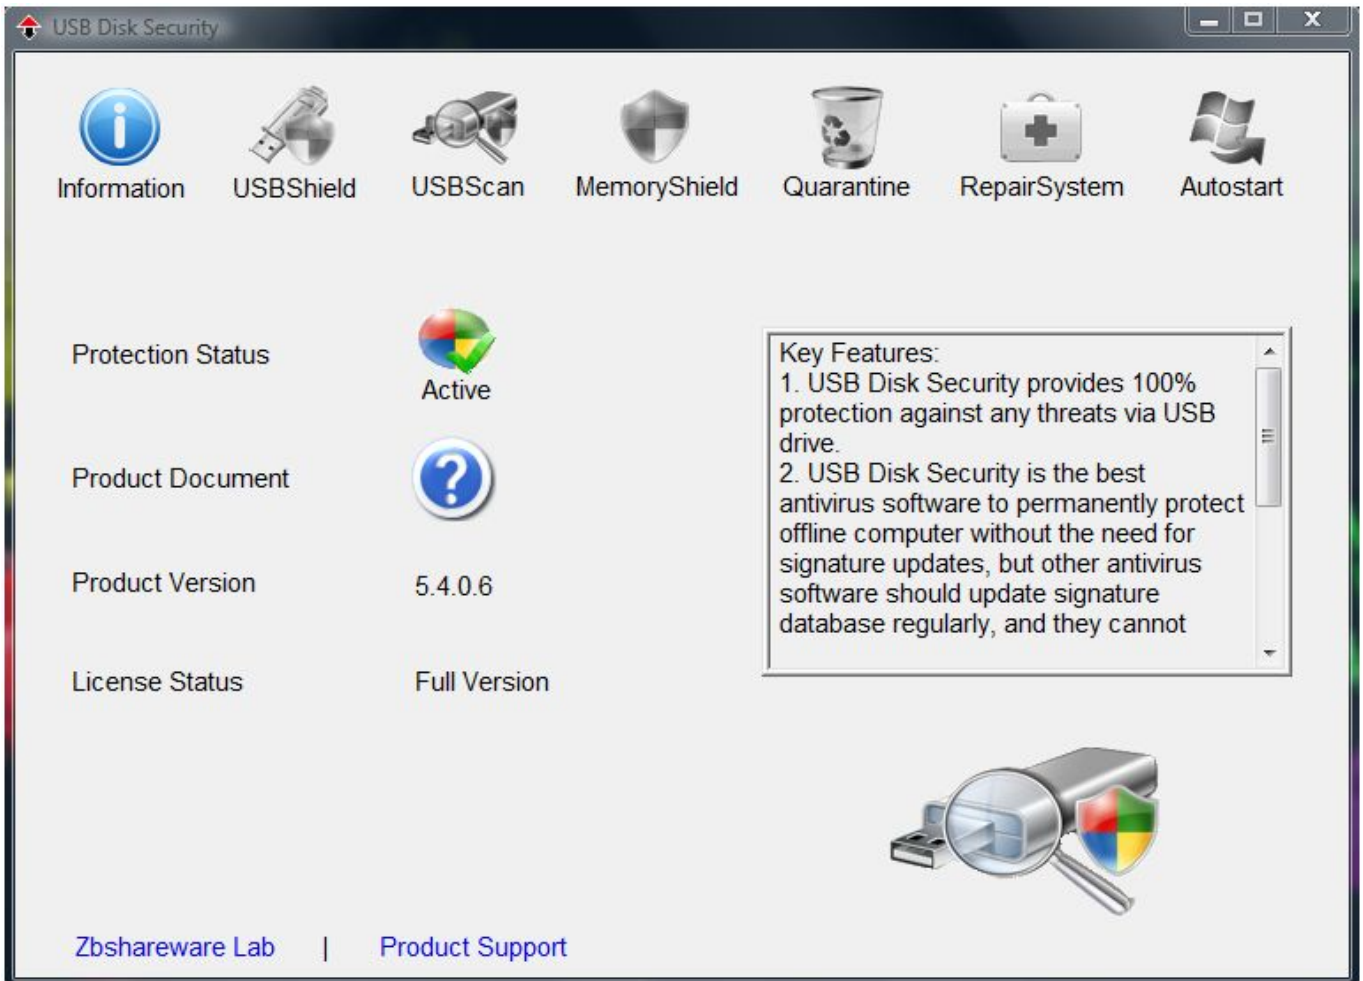 USB Disk Security
Information
USBShield
USBScan
MemoryShield
Quarantine
RepairSystem
Autostart
Protection Status
Active
Product Document
Product Version
5.4.0.6
License Status
Full Version
Key Features:
1. USB Disk Security provides 100%
protection against any threats via USB
drive.
2. USB Disk Security is the best
antivirus software to permanently protect
offline computer without the need for
signature updates, but other antivirus
software should update signature
database regularly, and they cannot
Zbshareware Lab | Product Support